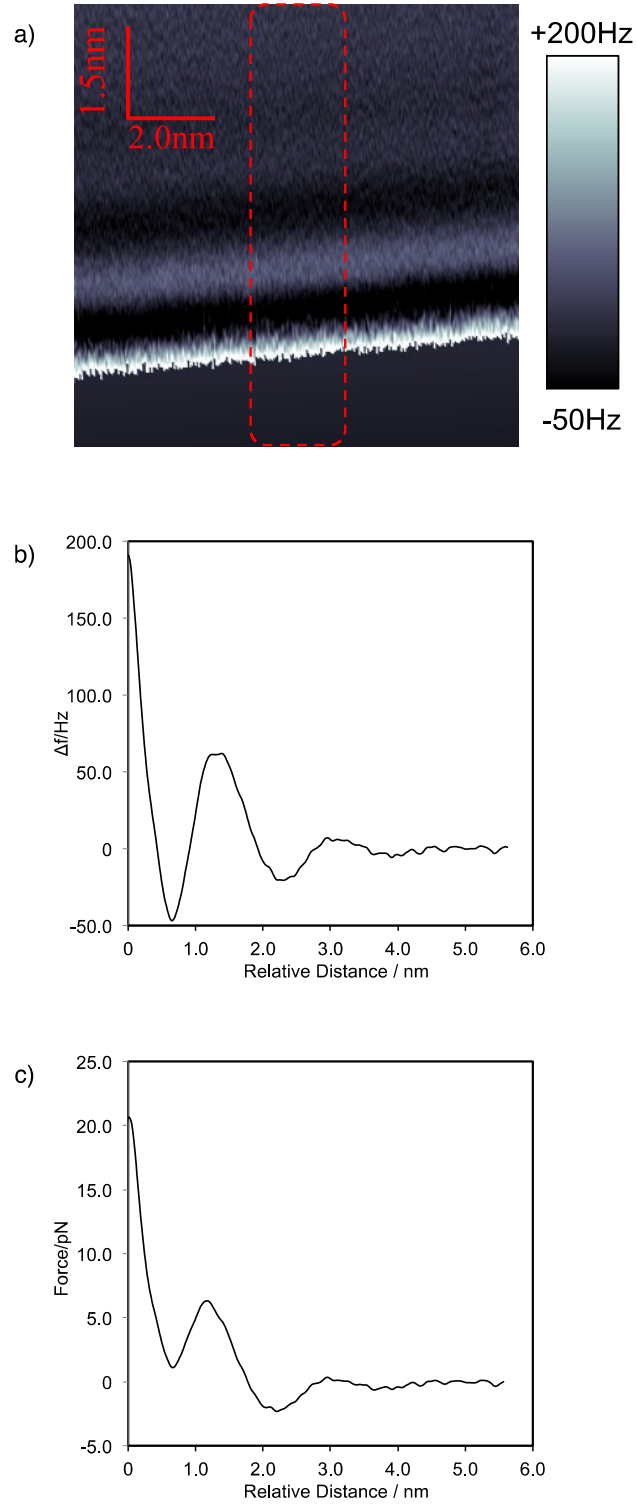 a)
+200Hz
1.5nm
2.0nm
-50Hz
b)
200.0
150.0
100.0
50.0
0
-50.0
Δf/Hz
0 1.0 2.0 3.0 4.0 5.0 6.0
Relative Distance / nm
c)
25.0
20.0
15.0
10.0
5.0
0
-5.0
Force/pN
0 1.0 2.0 3.0 4.0 5.0 6.0
Relative Distance / nm